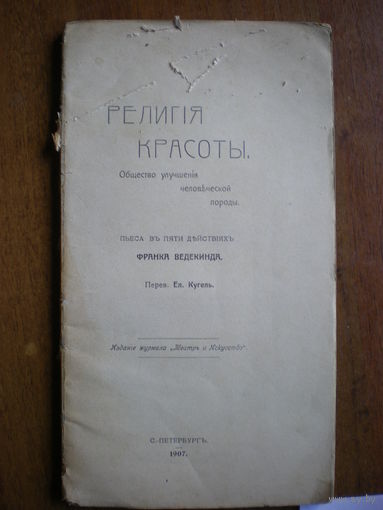 РЕЛИГІЯ
КРАСОТЫ.
Общество улучшенія
человѣческой
породы.
ПЬЕСА ВЪ ПЯТИ ДѢЙСТВІЯХЪ
ФРАНКА ВЕДЕКИНДА.
Перев. Ел. Кугель.
Изданіе журнала „Театръ и Искусство“.
С.-ПЕТЕРБУРГЪ.
1907.